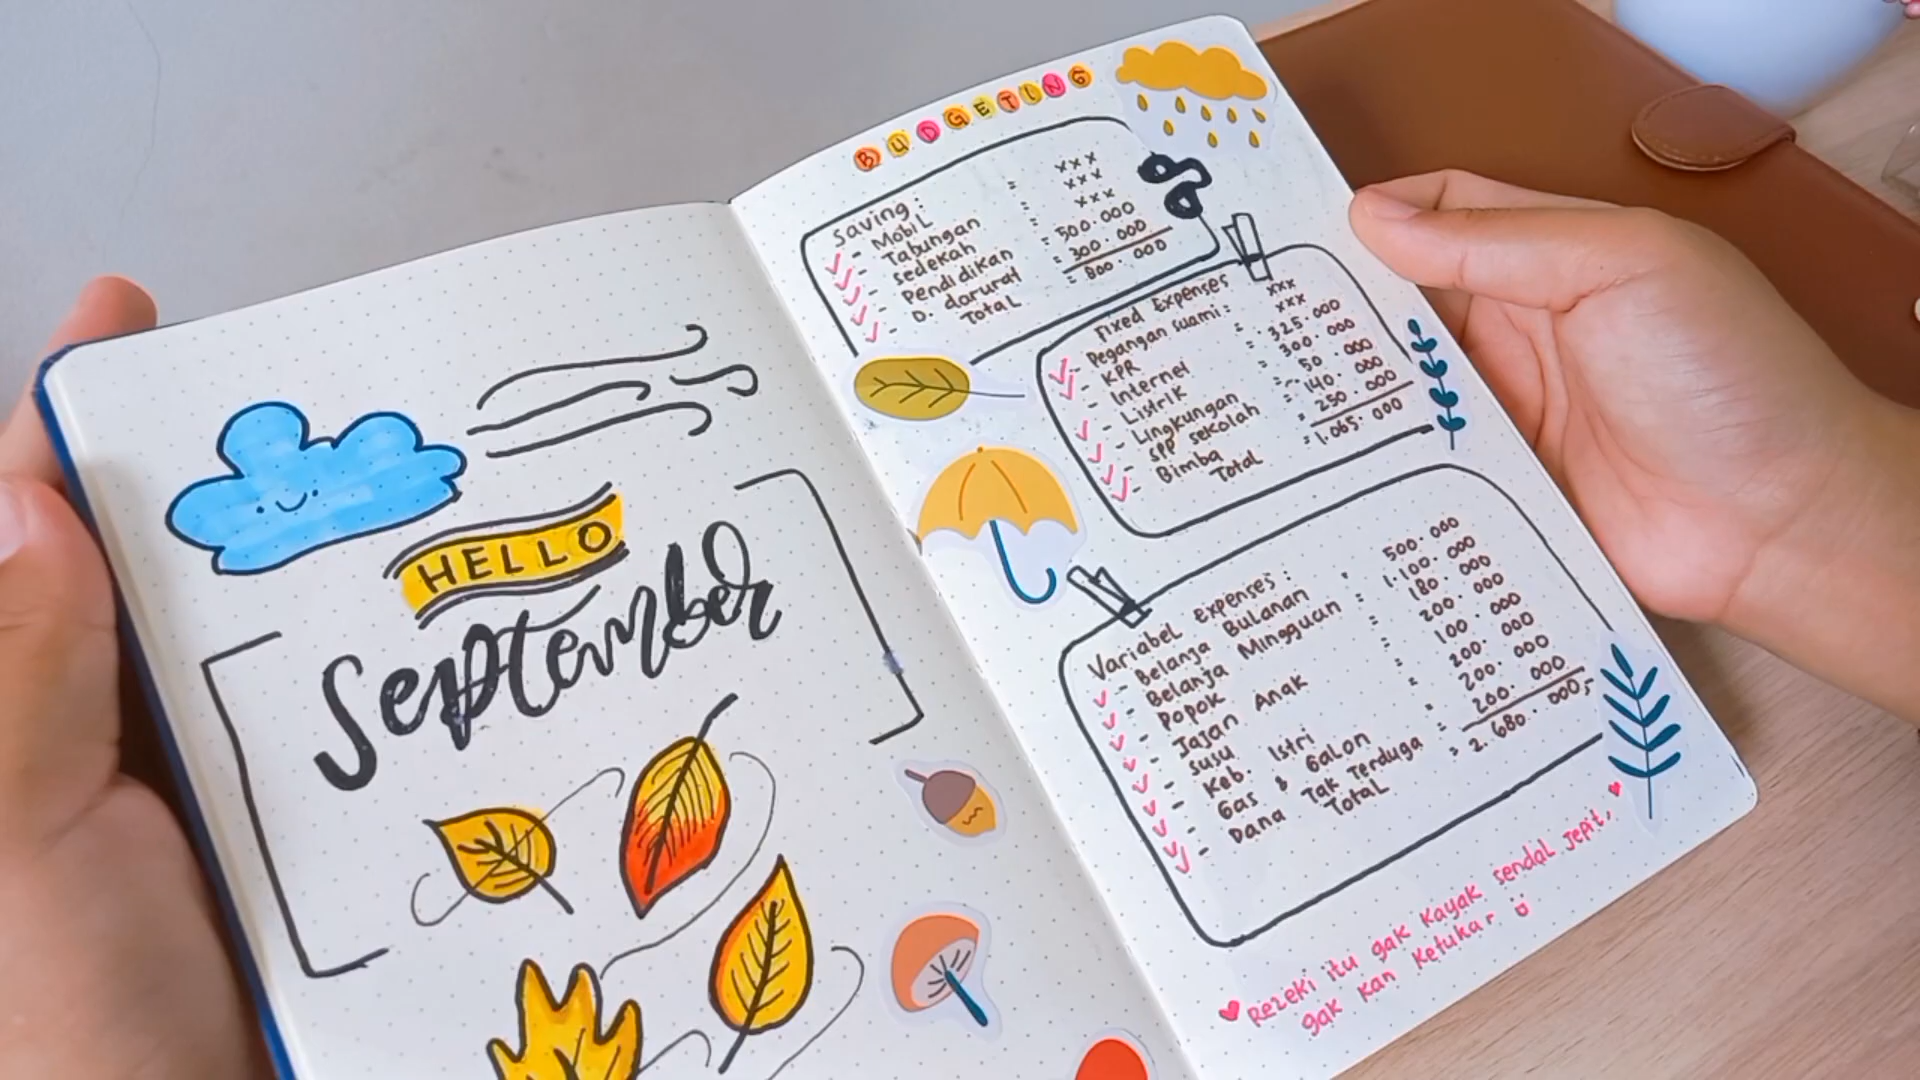 HELLO
September
BUDGETING
Saving :
- Mobil = xxx
- Tabungan = xxx
- sedekah = xxx
- Pendidikan = 500.000
- D. darurat = 300.000
Total = 800.000
Fixed Expenses
- Pegangan suami : xxx
- KPR = xxx
- Internet = 325.000
- Listrik = 300.000
- Lingkungan = 50.000
- SPP sekolah = 140.000
- Bimba = 250.000
Total = 1.065.000
Variabel Expenses :
- Belanja Bulanan = 500.000
- Belanja Mingguan = 1.100.000
- Popok = 180.000
- Jajan Anak = 200.000
- Susu = 100.000
- Keb. Istri = 200.000
- Gas & Galon = 200.000
- Dana Tak Terduga = 200.000
Total = 2.680.000,-
Rezeki itu gak kayak sendal jepit,
gak kan ketukar